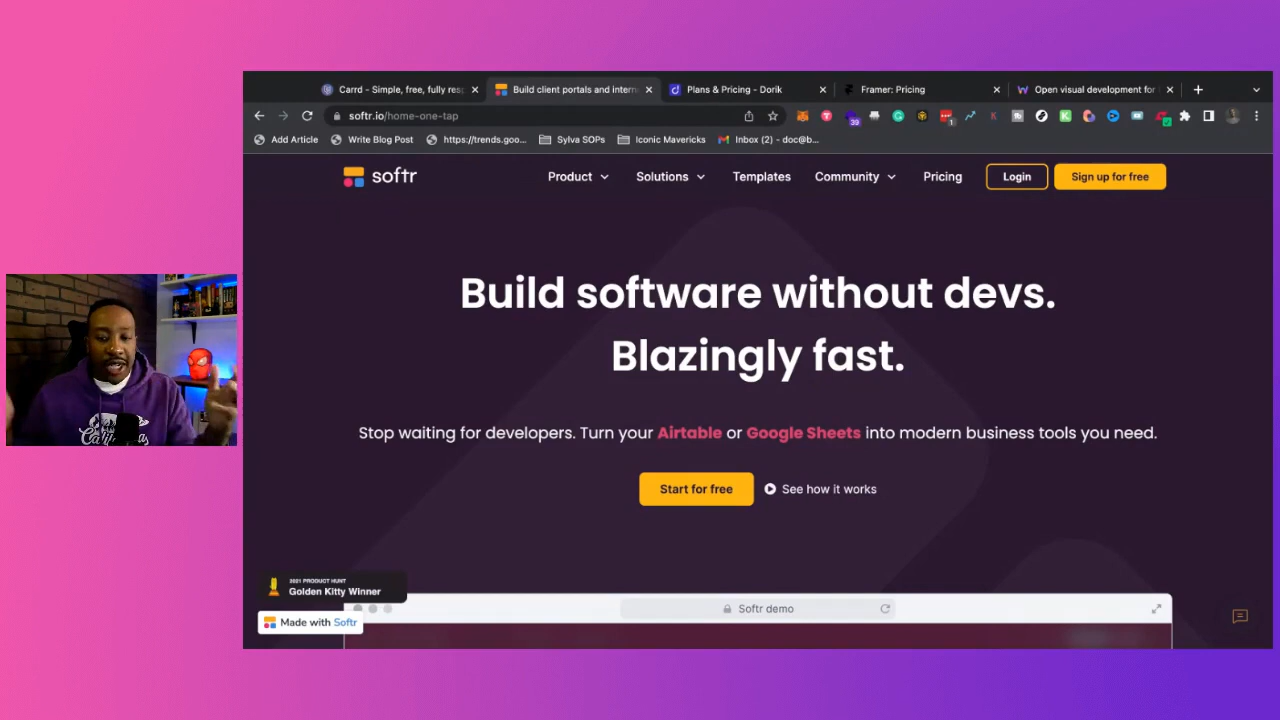 Carrd - Simple, free, fully resp
Build client portals and intern
Plans & Pricing - Dorik
Framer: Pricing
Open visual development for
softr.io/home-one-tap
39
1
Add Article
Write Blog Post
https://trends.goo...
Sylva SOPs
Iconic Mavericks
Inbox (2) - doc@b...
softr
Product
Solutions
Templates
Community
Pricing
Login
Sign up for free
Build software without devs.
Blazingly fast.
Stop waiting for developers. Turn your Airtable or Google Sheets into modern business tools you need.
Start for free
See how it works
2021 PRODUCT HUNT
Golden Kitty Winner
Made with Softr
Softr demo